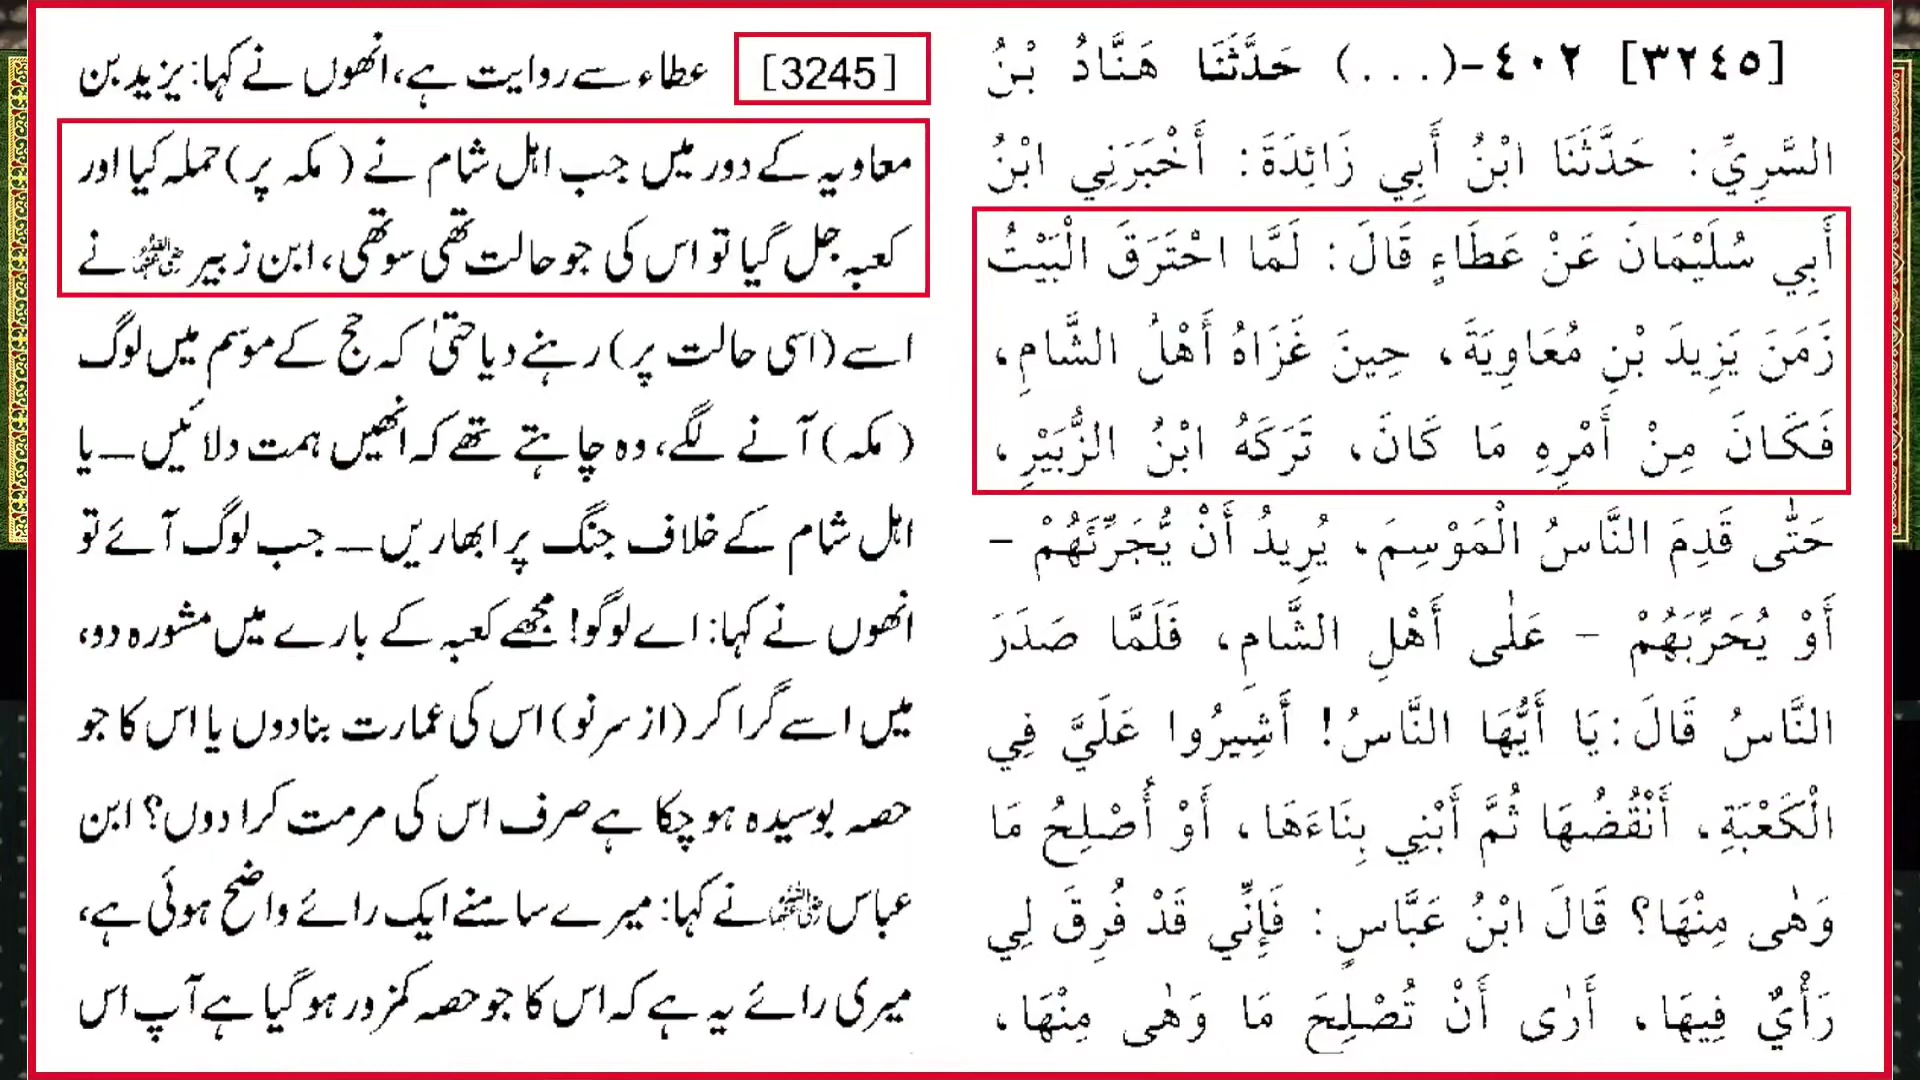 [٣٢٤٥] ٤٠٢-(...) حَدَّثَنَا هَنَّادُ بْنُ
السَّرِيِّ: حَدَّثَنَا ابْنُ أَبِي زَائِدَةَ: أَخْبَرَنِي ابْنُ
أَبِي سُلَيْمَانَ عَنْ عَطَاءٍ قَالَ: لَمَّا احْتَرَقَ الْبَيْتُ
زَمَنَ يَزِيدَ بْنِ مُعَاوِيَةَ، حِينَ غَزَاهُ أَهْلُ الشَّامِ،
فَكَانَ مِنْ أَمْرِهِ مَا كَانَ، تَرَكَهُ ابْنُ الزُّبَيْرِ،
حَتَّى قَدِمَ النَّاسُ الْمَوْسِمَ، يُرِيدُ أَنْ يُّجَرِّئَهُمْ -
أَوْ يُحَرِّبَهُمْ - عَلٰى أَهْلِ الشَّامِ، فَلَمَّا صَدَرَ
النَّاسُ قَالَ: يَا أَيُّهَا النَّاسُ! أَشِيرُوا عَلَيَّ فِي
الْكَعْبَةِ، أَنْقُضُهَا ثُمَّ أَبْنِي بِنَاءَهَا، أَوْ أُصْلِحُ مَا
وَهٰى مِنْهَا؟ قَالَ ابْنُ عَبَّاسٍ: فَإِنِّي قَدْ فُرِقَ لِي
رَأْيٌ فِيهَا، أَرٰى أَنْ تُصْلِحَ مَا وَهٰى مِنْهَا،
[3245] عطاء سے روایت ہے، انھوں نے کہا: یزید بن
معاویہ کے دور میں جب اہل شام نے (مکہ پر) حملہ کیا اور
کعبہ جل گیا تو اس کی جو حالت تھی سو تھی، ابن زبیر رضی اللہ عنہ نے
اسے (اسی حالت پر) رہنے دیا حتیٰ کہ حج کے موسم میں لوگ
(مکہ) آنے لگے، وہ چاہتے تھے کہ انھیں ہمت دلائیں۔ یا
اہل شام کے خلاف جنگ پر ابھاریں۔ جب لوگ آئے تو
انھوں نے کہا: اے لوگو! مجھے کعبہ کے بارے میں مشورہ دو،
میں اسے گرا کر (از سر نو) اس کی عمارت بنا دوں یا اس کا جو
حصہ بوسیدہ ہو چکا ہے صرف اس کی مرمت کرا دوں؟ ابن
عباس رضی اللہ عنہ نے کہا: میرے سامنے ایک رائے واضح ہوئی ہے،
میری رائے یہ ہے کہ اس کا جو حصہ کمزور ہو گیا ہے آپ اس